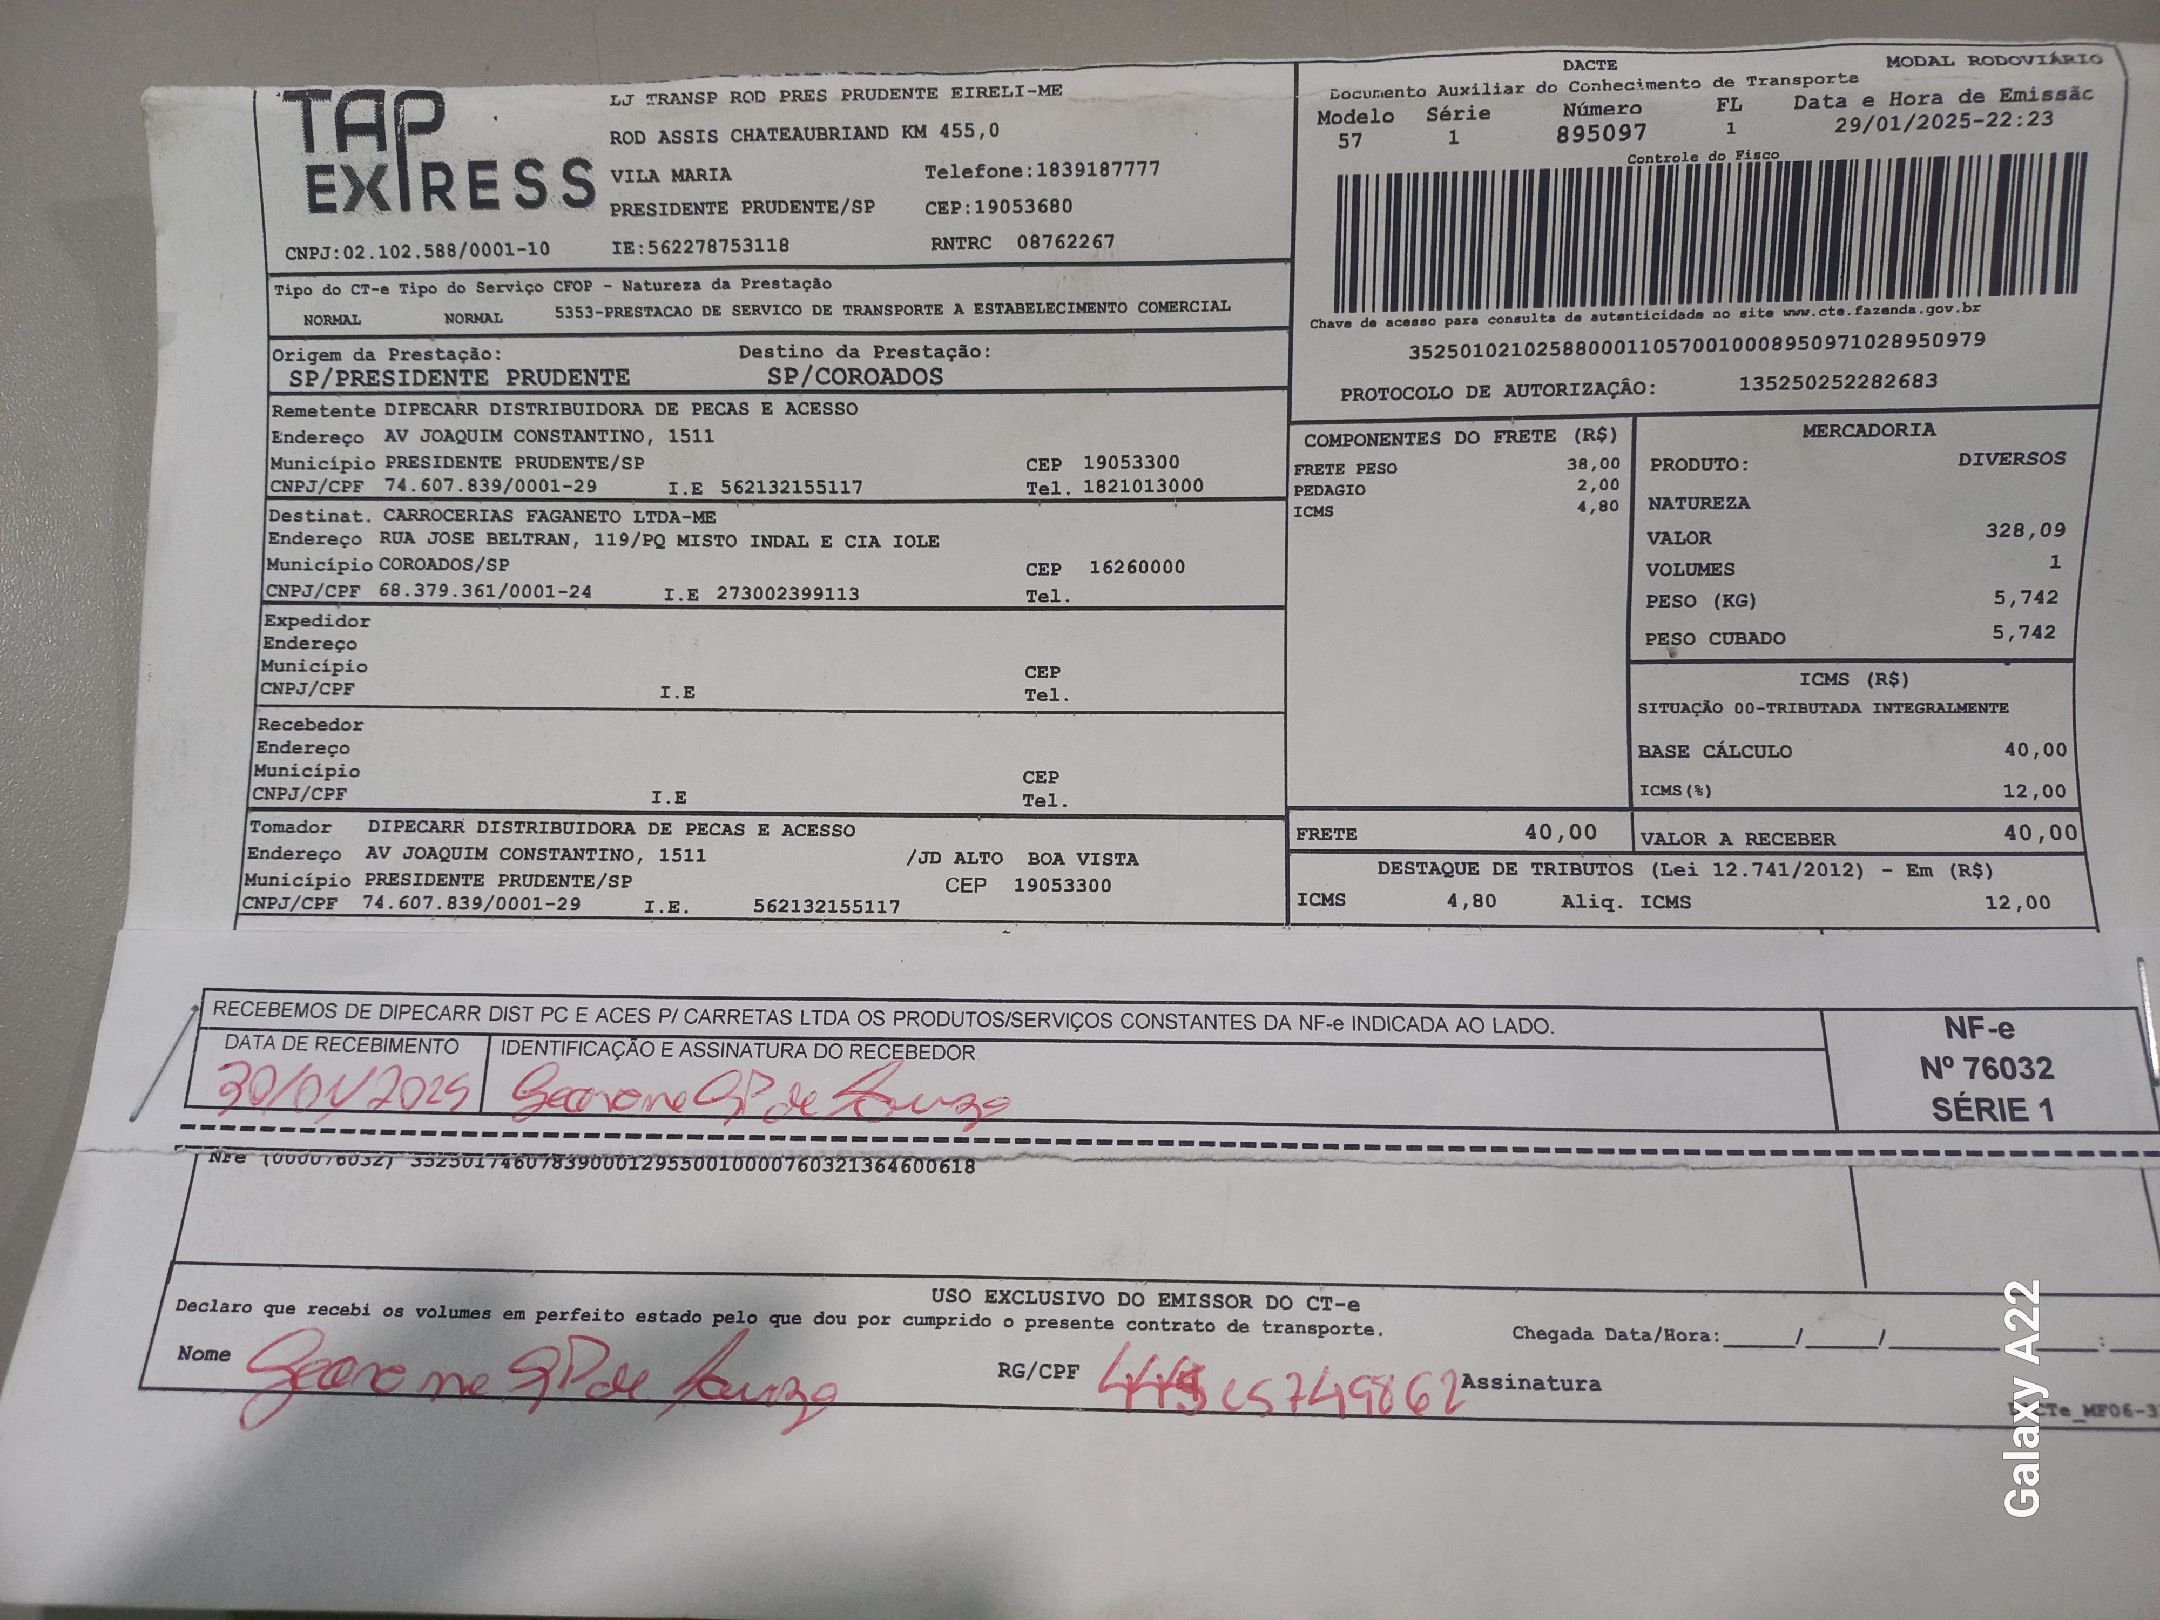 TAP EXPRESS
LJ TRANSP ROD PRES PRUDENTE EIRELI-ME
ROD ASSIS CHATEAUBRIAND KM 455,0
VILA MARIA Telefone:1839187777
PRESIDENTE PRUDENTE/SP CEP:19053680
CNPJ:02.102.588/0001-10 IE:562278753118 RNTRC 08762267
DACTE MODAL RODOVIÁRIO
Documento Auxiliar do Conhecimento de Transporte
Modelo Série Número FL Data e Hora de Emissãc
57 1 895097 1 29/01/2025-22:23
Controle do Fisco
Chave de acesso para consulta de autenticidade no site www.cte.fazenda.gov.br
35250102102588000110570010008950971028950979
PROTOCOLO DE AUTORIZAÇÃO: 135250252282683
Tipo do CT-e Tipo do Serviço CFOP - Natureza da Prestação
NORMAL NORMAL 5353-PRESTACAO DE SERVICO DE TRANSPORTE A ESTABELECIMENTO COMERCIAL
Origem da Prestação: Destino da Prestação:
SP/PRESIDENTE PRUDENTE SP/COROADOS
Remetente DIPECARR DISTRIBUIDORA DE PECAS E ACESSO
Endereço AV JOAQUIM CONSTANTINO, 1511
Município PRESIDENTE PRUDENTE/SP CEP 19053300
CNPJ/CPF 74.607.839/0001-29 I.E 562132155117 Tel. 1821013000
Destinat. CARROCERIAS FAGANETO LTDA-ME
Endereço RUA JOSE BELTRAN, 119/PQ MISTO INDAL E CIA IOLE
Município COROADOS/SP CEP 16260000
CNPJ/CPF 68.379.361/0001-24 I.E 273002399113 Tel.
Expedidor
Endereço
Município CEP
CNPJ/CPF I.E Tel.
Recebedor
Endereço
Município CEP
CNPJ/CPF I.E Tel.
Tomador DIPECARR DISTRIBUIDORA DE PECAS E ACESSO
Endereço AV JOAQUIM CONSTANTINO, 1511 /JD ALTO BOA VISTA
Município PRESIDENTE PRUDENTE/SP CEP 19053300
CNPJ/CPF 74.607.839/0001-29 I.E. 562132155117
COMPONENTES DO FRETE (R$)
FRETE PESO 38,00
PEDAGIO 2,00
ICMS 4,80
MERCADORIA
PRODUTO: DIVERSOS
NATUREZA
VALOR 328,09
VOLUMES 1
PESO (KG) 5,742
PESO CUBADO 5,742
ICMS (R$)
SITUAÇÃO 00-TRIBUTADA INTEGRALMENTE
BASE CÁLCULO 40,00
ICMS(%) 12,00
FRETE 40,00 VALOR A RECEBER 40,00
DESTAQUE DE TRIBUTOS (Lei 12.741/2012) - Em (R$)
ICMS 4,80 Aliq. ICMS 12,00
RECEBEMOS DE DIPECARR DIST PC E ACES P/ CARRETAS LTDA OS PRODUTOS/SERVIÇOS CONSTANTES DA NF-e INDICADA AO LADO.
DATA DE RECEBIMENTO IDENTIFICAÇÃO E ASSINATURA DO RECEBEDOR
30/01/2025 GP de Souza
NF-e
Nº 76032
SÉRIE 1
NFe (000076032) 35250174607839000129550010000760321364600618
USO EXCLUSIVO DO EMISSOR DO CT-e
Declaro que recebi os volumes em perfeito estado pelo que dou por cumprido o presente contrato de transporte.
Chegada Data/Hora:_____/_____/
Nome GP de Souza RG/CPF Assinatura
Galaxy A22